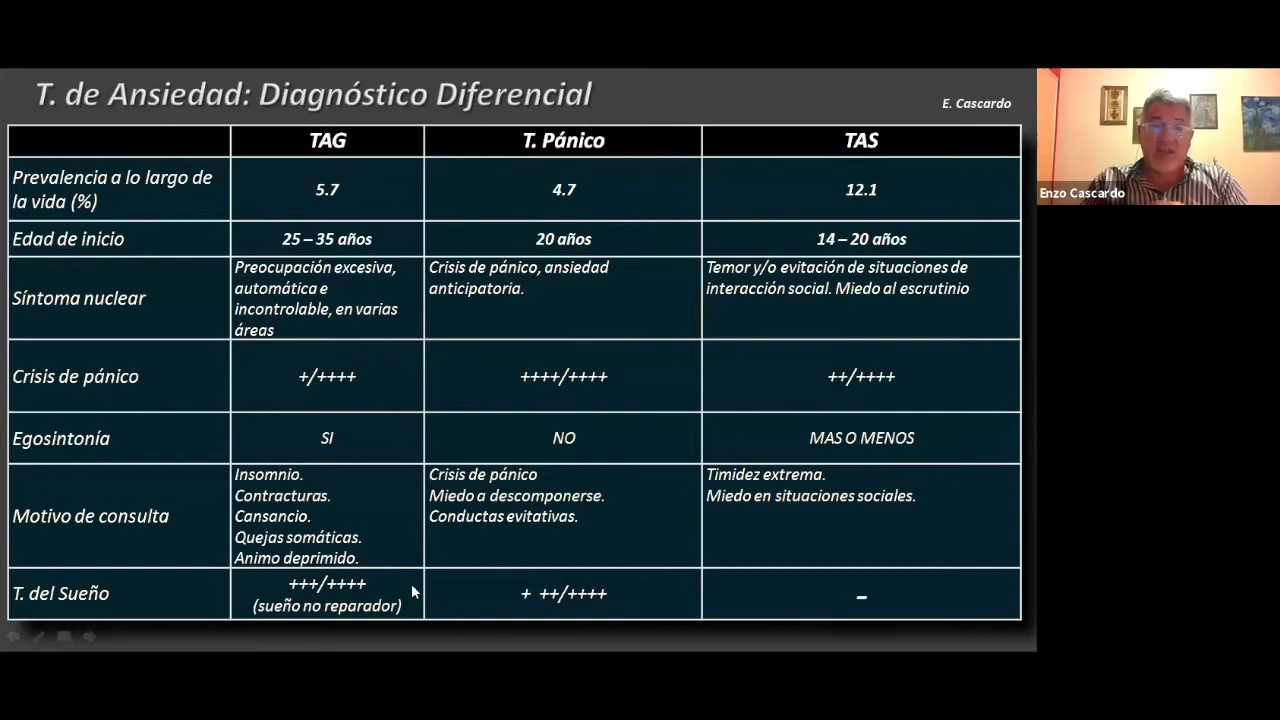 T. de Ansiedad: Diagnóstico Diferencial
E. Cascardo
TAG
T. Pánico
TAS
Prevalencia a lo largo de
la vida (%)
5.7
4.7
12.1
Edad de inicio
25 – 35 años
20 años
14 – 20 años
Síntoma nuclear
Preocupación excesiva,
automática e
incontrolable, en varias
áreas
Crisis de pánico, ansiedad
anticipatoria.
Temor y/o evitación de situaciones de
interacción social. Miedo al escrutinio
Crisis de pánico
+/++++
++++/++++
++/++++
Egosintonía
SI
NO
MAS O MENOS
Motivo de consulta
Insomnio.
Contracturas.
Cansancio.
Quejas somáticas.
Animo deprimido.
Crisis de pánico
Miedo a descomponerse.
Conductas evitativas.
Timidez extrema.
Miedo en situaciones sociales.
T. del Sueño
+++/++++
(sueño no reparador)
+ ++/++++
–
Enzo Cascardo